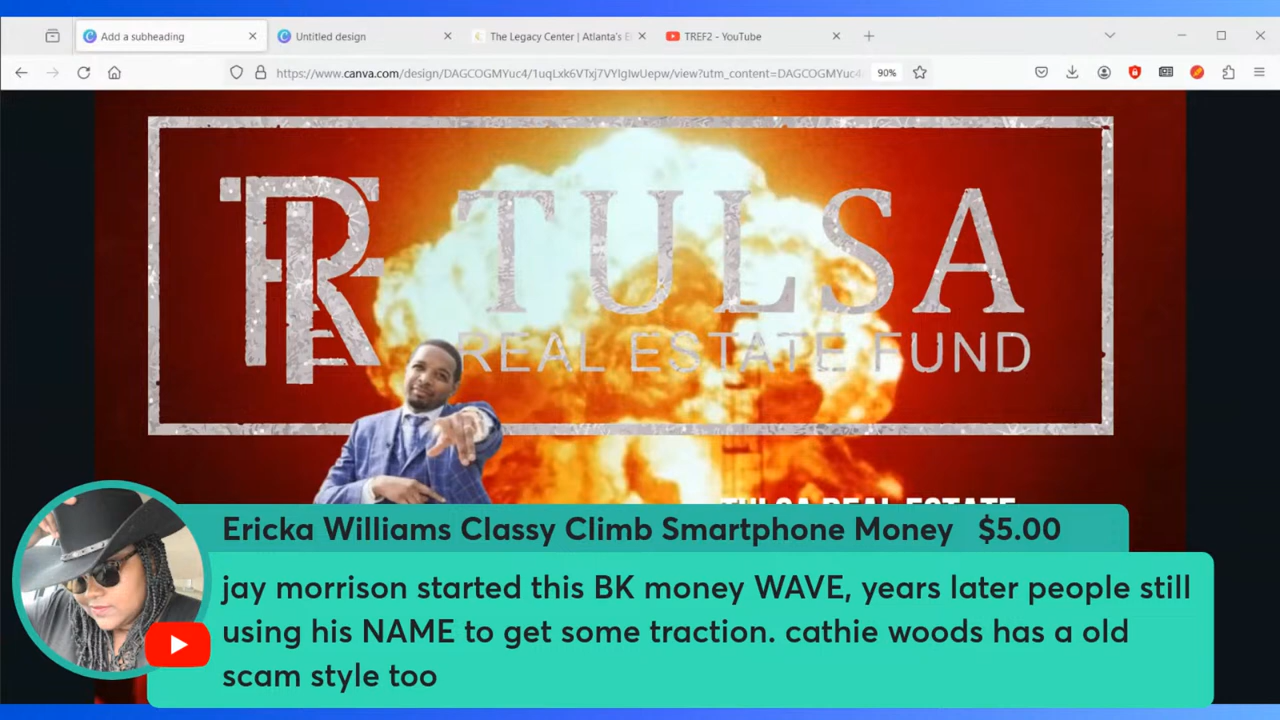 Add a subheading
Untitled design
The Legacy Center | Atlanta's E
TREF2 - YouTube
https://www.canva.com/design/DAGCOGMYuc4/1uqLxk6VTxj7VYlgIwUepw/view?utm_content=DAGCOGMYuc4
90%
TULSA
REAL ESTATE FUND
TULSA REAL ESTATE
Ericka Williams Classy Climb Smartphone Money $5.00
jay morrison started this BK money WAVE, years later people still
using his NAME to get some traction. cathie woods has a old
scam style too